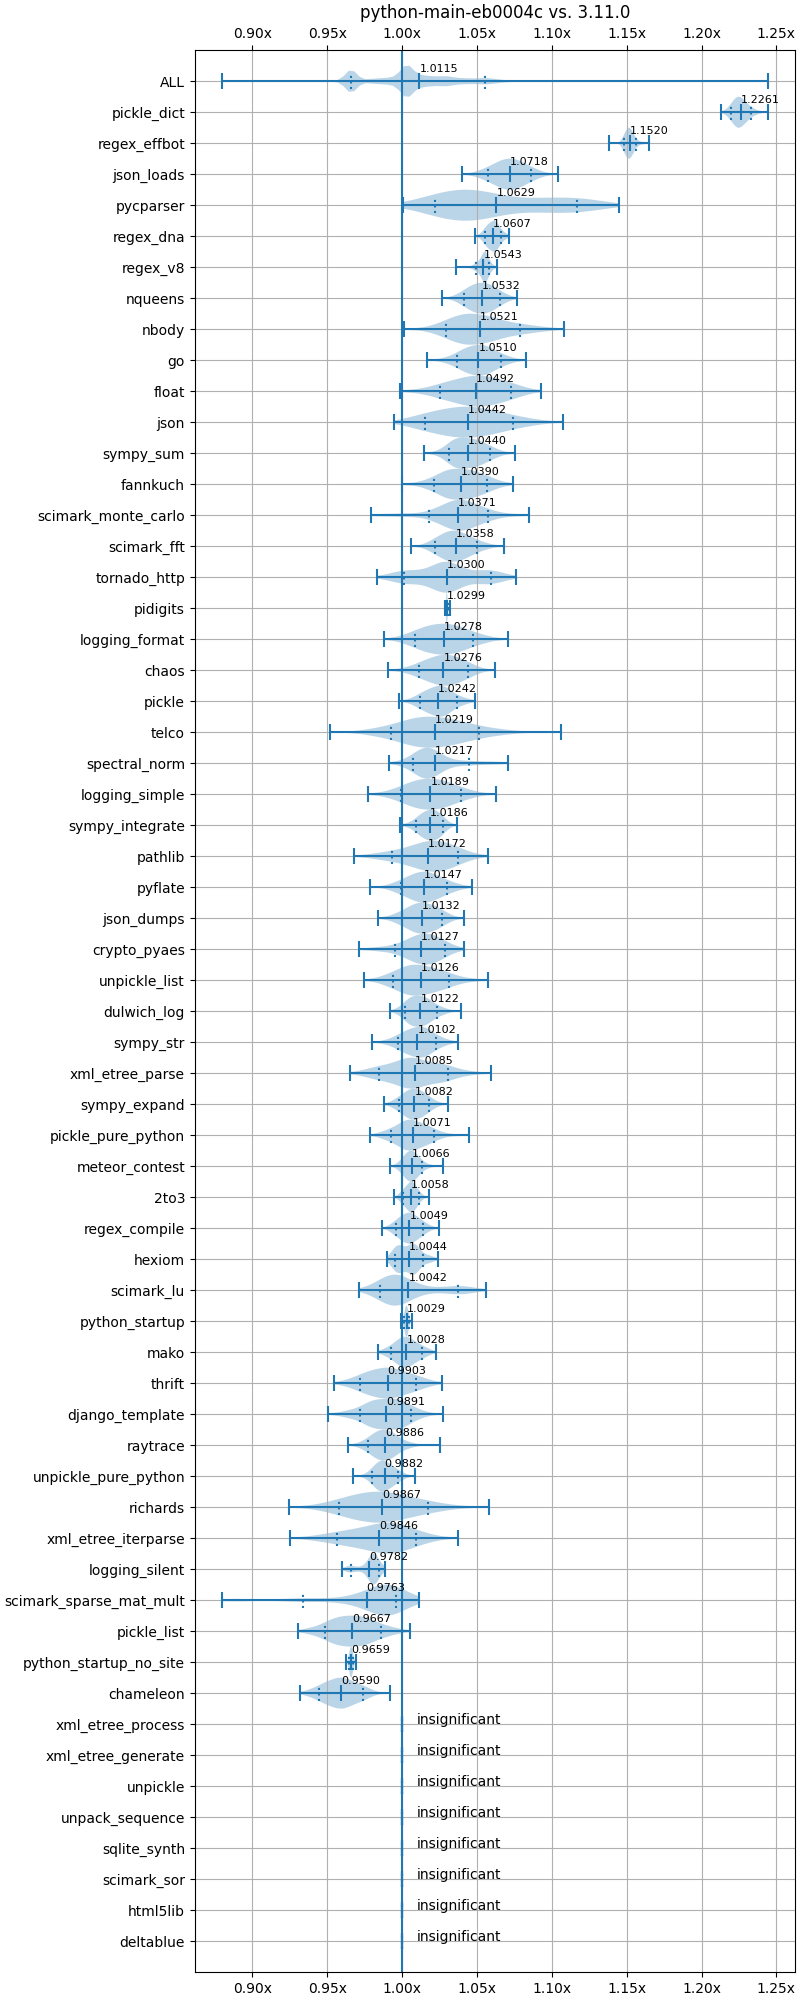 python-main-eb0004c vs. 3.11.0
0.90x 0.95x 1.00x 1.05x 1.10x 1.15x 1.20x 1.25x
ALL 1.0115
pickle_dict 1.2261
regex_effbot 1.1520
json_loads 1.0718
pycparser 1.0629
regex_dna 1.0607
regex_v8 1.0543
nqueens 1.0532
nbody 1.0521
go 1.0510
float 1.0492
json 1.0442
sympy_sum 1.0440
fannkuch 1.0390
scimark_monte_carlo 1.0371
scimark_fft 1.0358
tornado_http 1.0300
pidigits 1.0299
logging_format 1.0278
chaos 1.0276
pickle 1.0242
telco 1.0219
spectral_norm 1.0217
logging_simple 1.0189
sympy_integrate 1.0186
pathlib 1.0172
pyflate 1.0147
json_dumps 1.0132
crypto_pyaes 1.0127
unpickle_list 1.0126
dulwich_log 1.0122
sympy_str 1.0102
xml_etree_parse 1.0085
sympy_expand 1.0082
pickle_pure_python 1.0071
meteor_contest 1.0066
2to3 1.0058
regex_compile 1.0049
hexiom 1.0044
scimark_lu 1.0042
python_startup 1.0029
mako 1.0028
thrift 0.9903
django_template 0.9891
raytrace 0.9886
unpickle_pure_python 0.9882
richards 0.9867
xml_etree_iterparse 0.9846
logging_silent 0.9782
scimark_sparse_mat_mult 0.9763
pickle_list 0.9667
python_startup_no_site 0.9659
chameleon 0.9590
xml_etree_process insignificant
xml_etree_generate insignificant
unpickle insignificant
unpack_sequence insignificant
sqlite_synth insignificant
scimark_sor insignificant
html5lib insignificant
deltablue insignificant
0.90x 0.95x 1.00x 1.05x 1.10x 1.15x 1.20x 1.25x